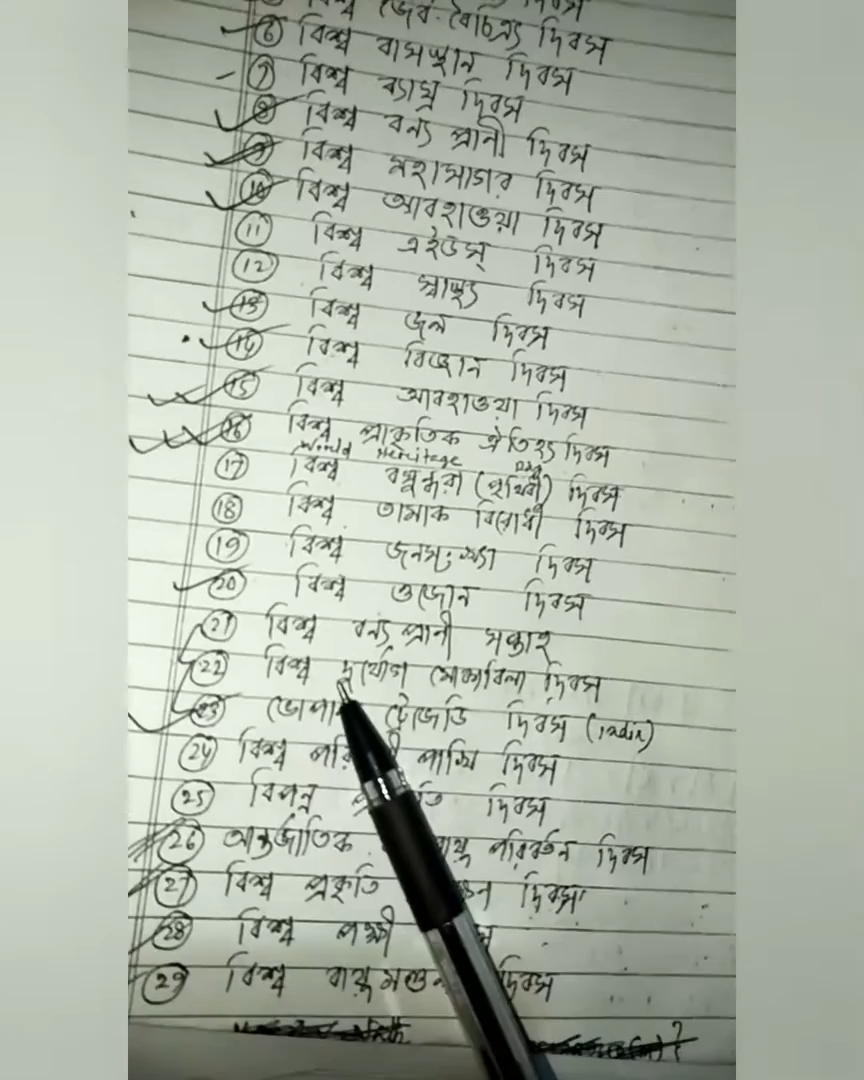 বিশ্ব জৈব-বৈচিত্র্য দিবস
6 বিশ্ব বাসস্থান দিবস
7 বিশ্ব ব্যাঘ্র দিবস
8 বিশ্ব বন্য প্রানী দিবস
9 বিশ্ব মহাসাগর দিবস
10 বিশ্ব আবহাওয়া দিবস
11 বিশ্ব এইডস্ দিবস
12 বিশ্ব স্বাস্থ্য দিবস
13 বিশ্ব জল দিবস
14 বিশ্ব বিজ্ঞান দিবস
15 বিশ্ব আবহাওয়া দিবস
16 বিশ্ব প্রাকৃতিক ঐতিহ্য দিবস
World Heritage Day
17 বিশ্ব বসুন্ধরা (পৃথিবী) দিবস
18 বিশ্ব তামাক বিরোধী দিবস
19 বিশ্ব জনসংখ্যা দিবস
20 বিশ্ব ওজোন দিবস
21 বিশ্ব বন্য প্রানী সপ্তাহ
22 বিশ্ব দুর্যোগ মোকাবিলা দিবস
23 ট্রেজেডি দিবস (India)
24 বিশ্ব দিবস
25 বিপন্ন দিবস
26 আন্তর্জাতিক পরিবর্তন দিবস
27 বিশ্ব প্রকৃতি দিবস
28 বিশ্ব পক্ষী
29 বিশ্ব দিবস